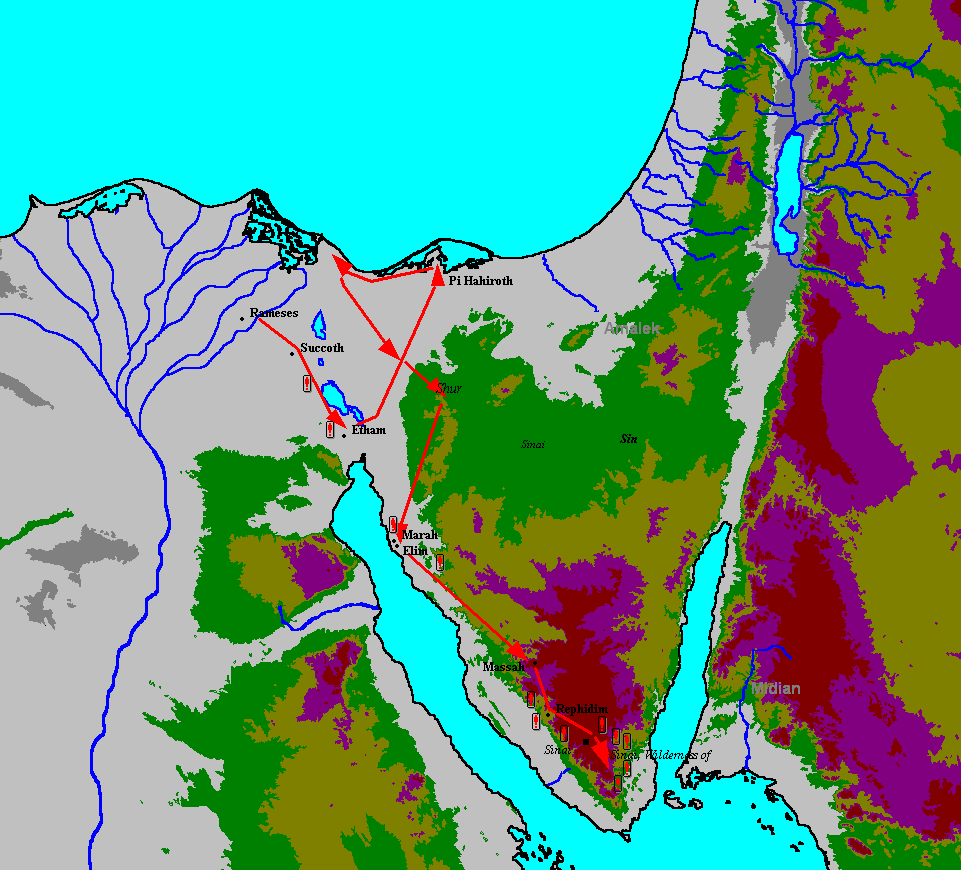 Pi Hahiroth
Rameses
Amalek
Succoth
Shur
Etham
Sinai
Sin
Marah
Elim
Massah
Midian
Rephidim
Sinai
Sinai, Wilderness of